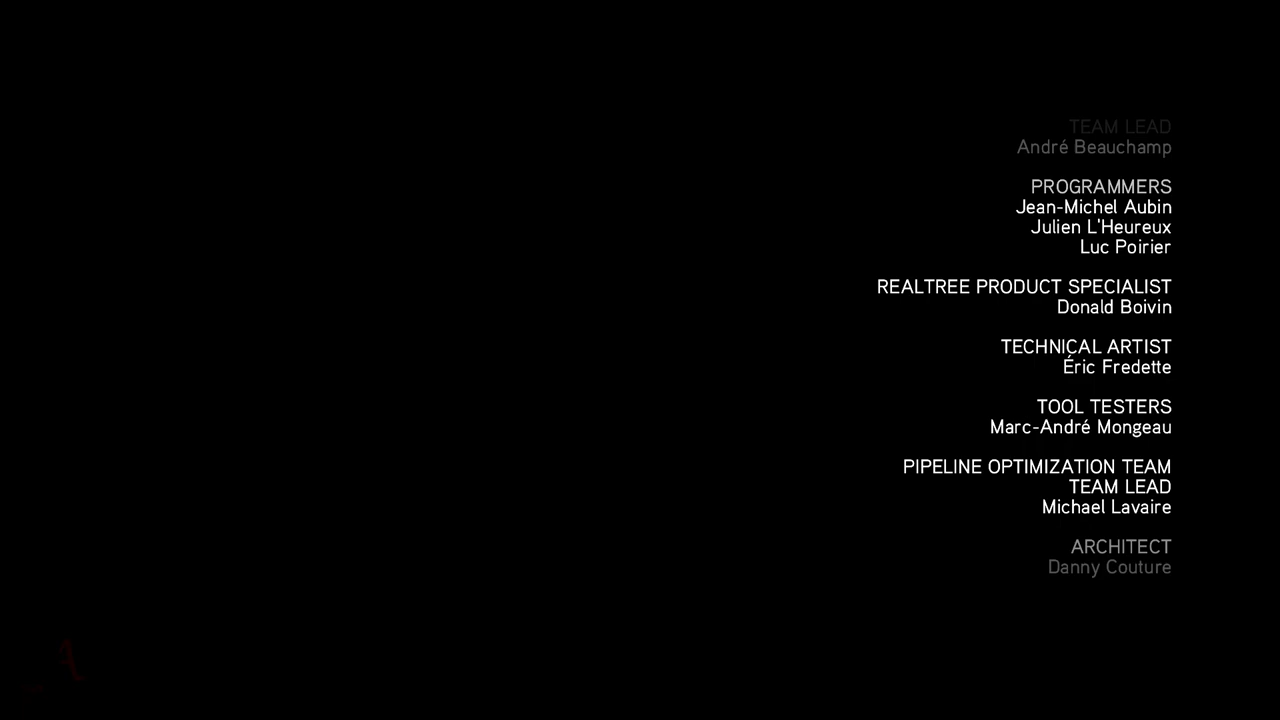 TEAM LEAD
André Beauchamp
PROGRAMMERS
Jean-Michel Aubin
Julien L'Heureux
Luc Poirier
REALTREE PRODUCT SPECIALIST
Donald Boivin
TECHNICAL ARTIST
Éric Fredette
TOOL TESTERS
Marc-André Mongeau
PIPELINE OPTIMIZATION TEAM
TEAM LEAD
Michael Lavaire
ARCHITECT
Danny Couture